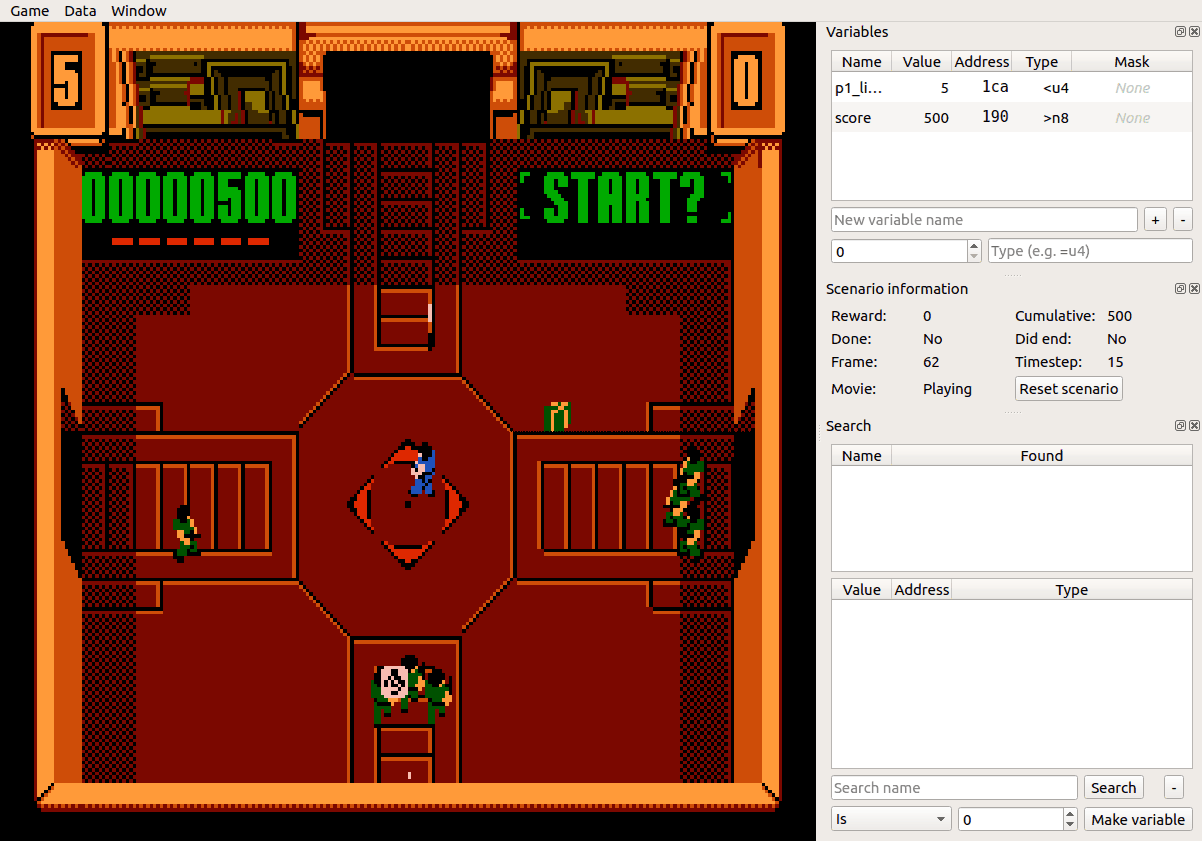 Game Data Window
5 0
00000500 START?
Variables
Name Value Address Type Mask
p1_li... 5 1ca <u4 None
score 500 190 >n8 None
New variable name + -
0 Type (e.g. =u4)
Scenario information
Reward: 0 Cumulative: 500
Done: No Did end: No
Frame: 62 Timestep: 15
Movie: Playing Reset scenario
Search
Name Found
Value Address Type
Search name Search -
Is 0 Make variable